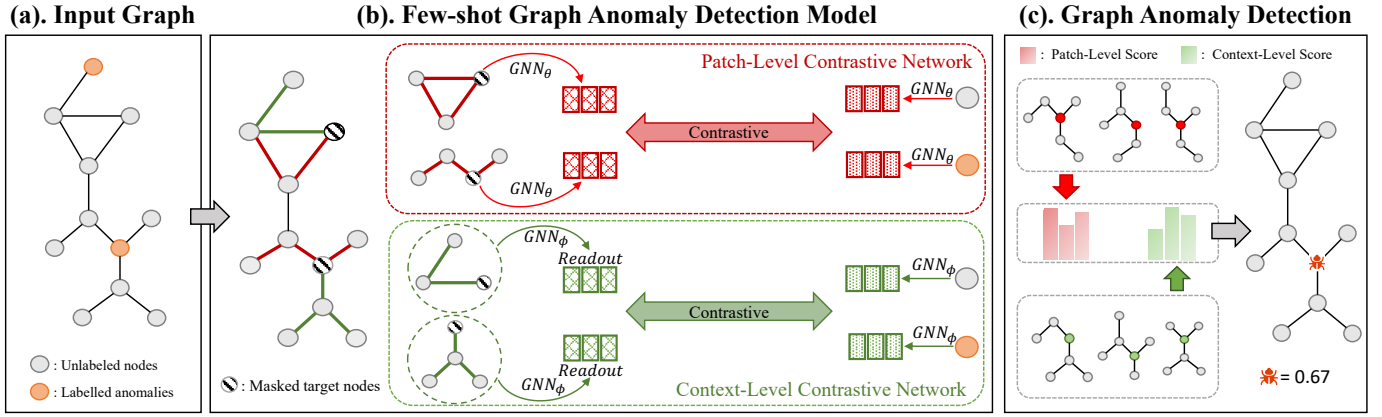 (a). Input Graph
(b). Few-shot Graph Anomaly Detection Model
(c). Graph Anomaly Detection
: Unlabeled nodes
: Labelled anomalies
: Masked target nodes
Patch-Level Contrastive Network
GNN_θ
GNN_θ
Contrastive
GNN_θ
GNN_θ
GNN_ϕ
Readout
GNN_ϕ
Readout
Contrastive
GNN_ϕ
GNN_ϕ
Context-Level Contrastive Network
: Patch-Level Score
: Context-Level Score
= 0.67